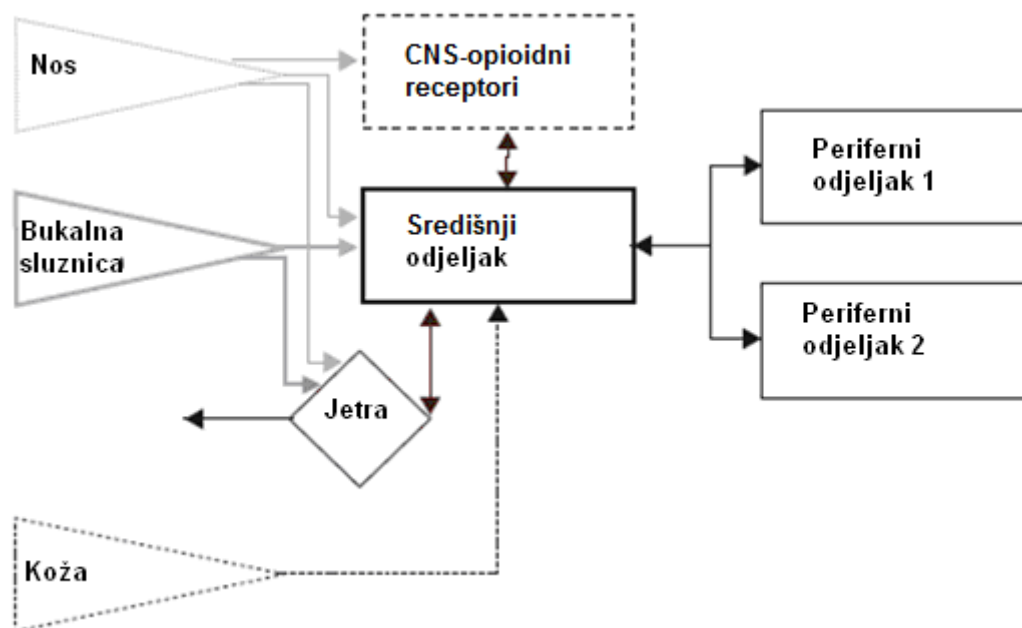 Nos
CNS-opioidni
receptori
Periferni
odjeljak 1
Bukalna
sluznica
Središnji
odjeljak
Periferni
odjeljak 2
Jetra
Koža